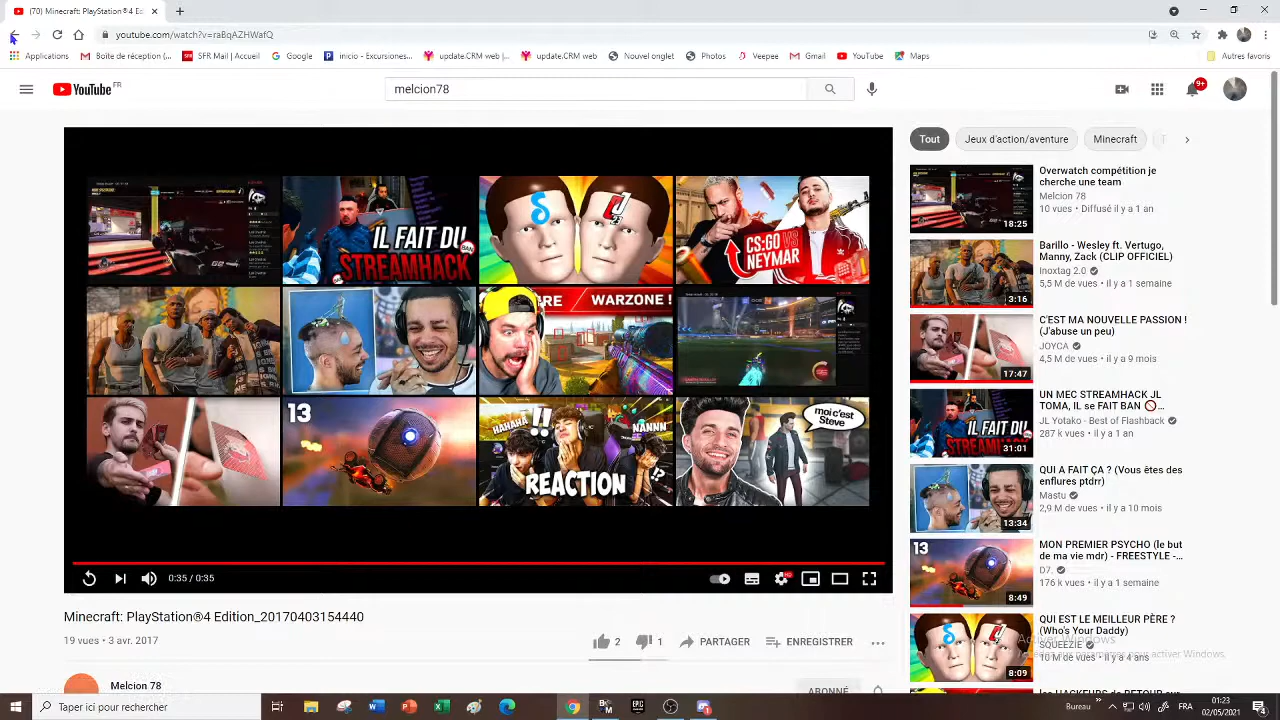 (70) Minecraft: PlayStation®4 Ed
youtube.com/watch?v=raBqAZHWafQ
Applications
Boîte de réception (...
SFR Mail | Accueil
Google
inicio - Excursiones...
update.CRM web |...
update.CRM web
Nouvel onglet
Photos
Veepee
Gmail
YouTube
Maps
Autres favoris
YouTube FR
melcion78
9+
Tout
Jeux d'action/aventure
Minecraft
IL FAIT DU
STREAMHACK
BAN
CS:GO VS
NEYMAR
WARZONE !
13
HAHAHA
!!
NANNN
REACTION
moi c'est
Steve
0:35 / 0:35
HD
Minecraft: PlayStation®4 Edition_20170403154440
19 vues • 3 avr. 2017
2
1
PARTAGER
ENREGISTRER
Melcion 78
ABONNÉ
Overwatch compétition je
cherche une team
Melcion 78
18:25
Barillo - Wesley ft. Vertugo,
Manny, Zack (CLIP OFFICIEL)
Inoxtag 2.0
5,5 M de vues • il y a 1 semaine
3:16
C'EST MA NOUVELLE PASSION !
(J'abuse un peu)
JOYCA
4,5 M de vues • il y a 9 mois
17:47
UN MEC STREAMHACK JL
TOMA, IL se FAIT BAN 🚫...
JL Yotako - Best of Flashback
287 k vues • il y a 1 an
IL FAIT DU
STREAMHACK
31:01
QUI A FAIT ÇA ? (Vous êtes des
enflures ptdr)
Mastu
2,9 M de vues • il y a 10 mois
13:34
MON PREMIER PSYCHO (le but
de ma vie mdr) - FREESTYLE -...
D7.
176 k vues • il y a 1 semaine
13
8:49
QUI EST LE MEILLEUR PÈRE ?
(Who's Your Daddy)
SQUEEZIE
10 M de vues • il y a 4 ans
8:09
Taper ici pour rechercher
Bureau
FRA
01:23
02/05/2021